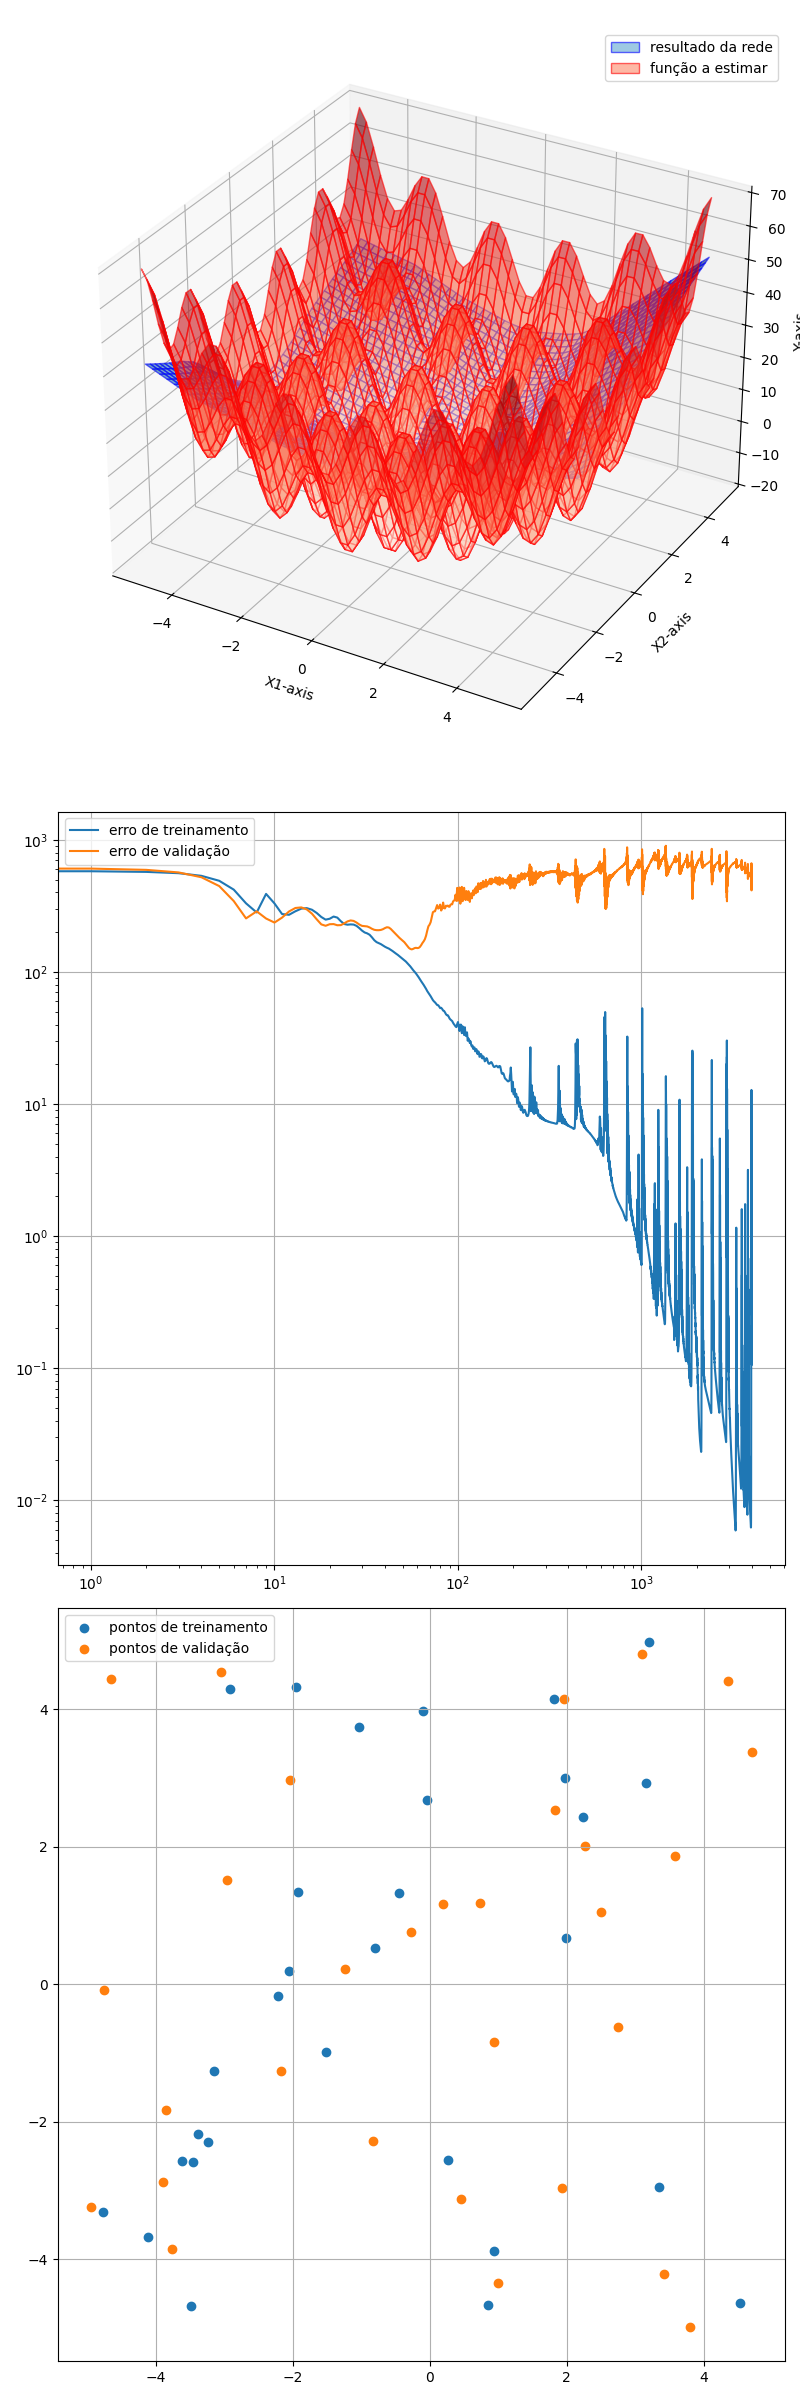 resultado da rede
função a estimar
70
60
50
40
30
20
10
0
−10
−20
Y-axis
4
2
0
−2
−4
X2-axis
−4
−2
0
2
4
X1-axis
erro de treinamento
erro de validação
10³
10²
10¹
10⁰
10⁻¹
10⁻²
10⁰ 10¹ 10² 10³
pontos de treinamento
pontos de validação
4
2
0
−2
−4
−4 −2 0 2 4